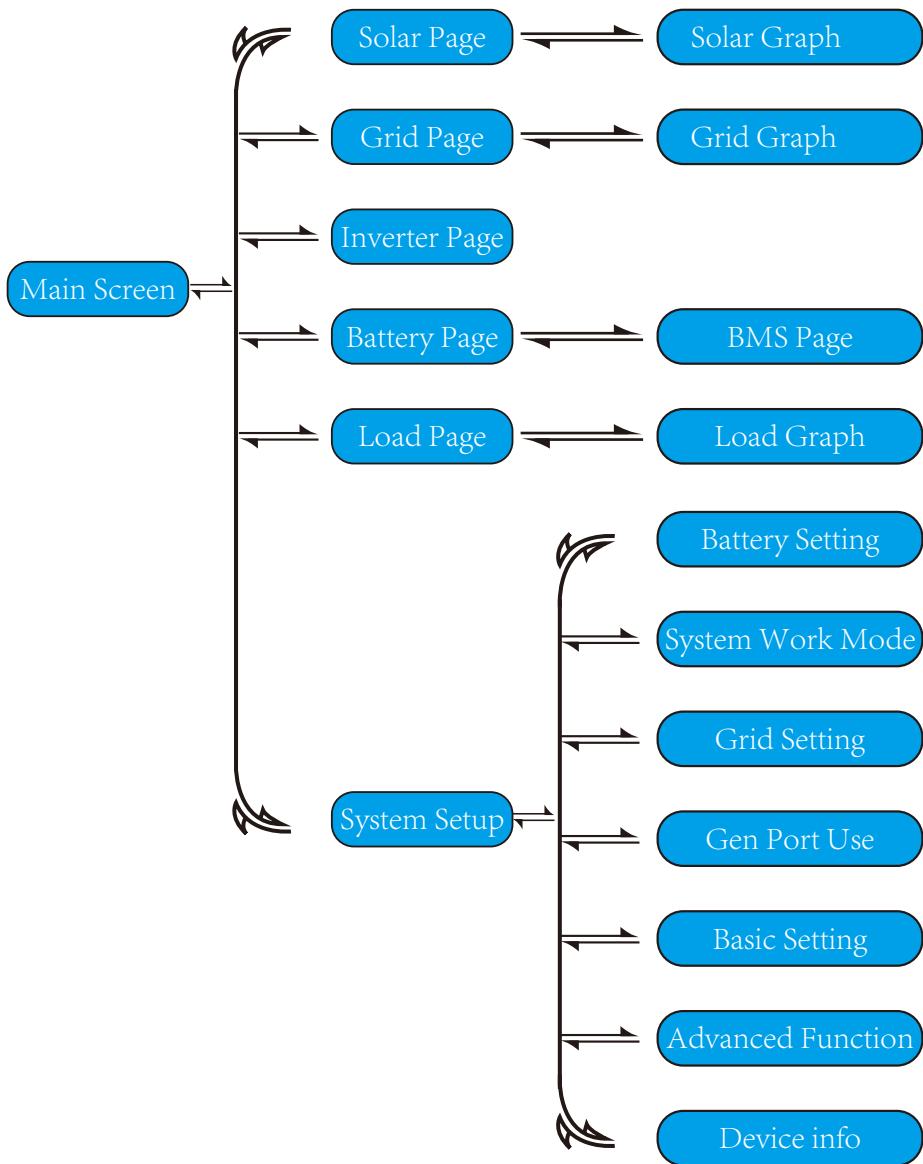 Solar Page
Solar Graph
Grid Page
Grid Graph
Inverter Page
Main Screen
Battery Page
BMS Page
Load Page
Load Graph
Battery Setting
System Work Mode
Grid Setting
System Setup
Gen Port Use
Basic Setting
Advanced Function
Device info